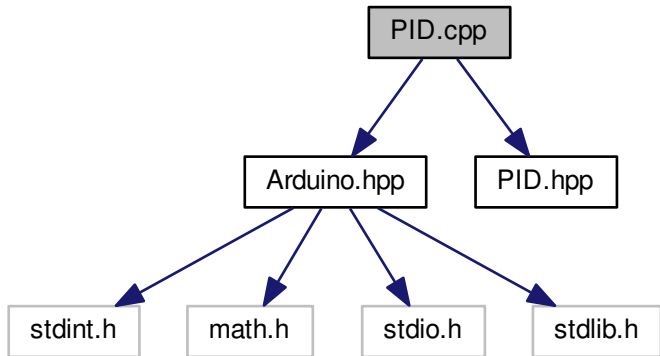 PID.cpp
Arduino.hpp
PID.hpp
stdint.h
math.h
stdio.h
stdlib.h